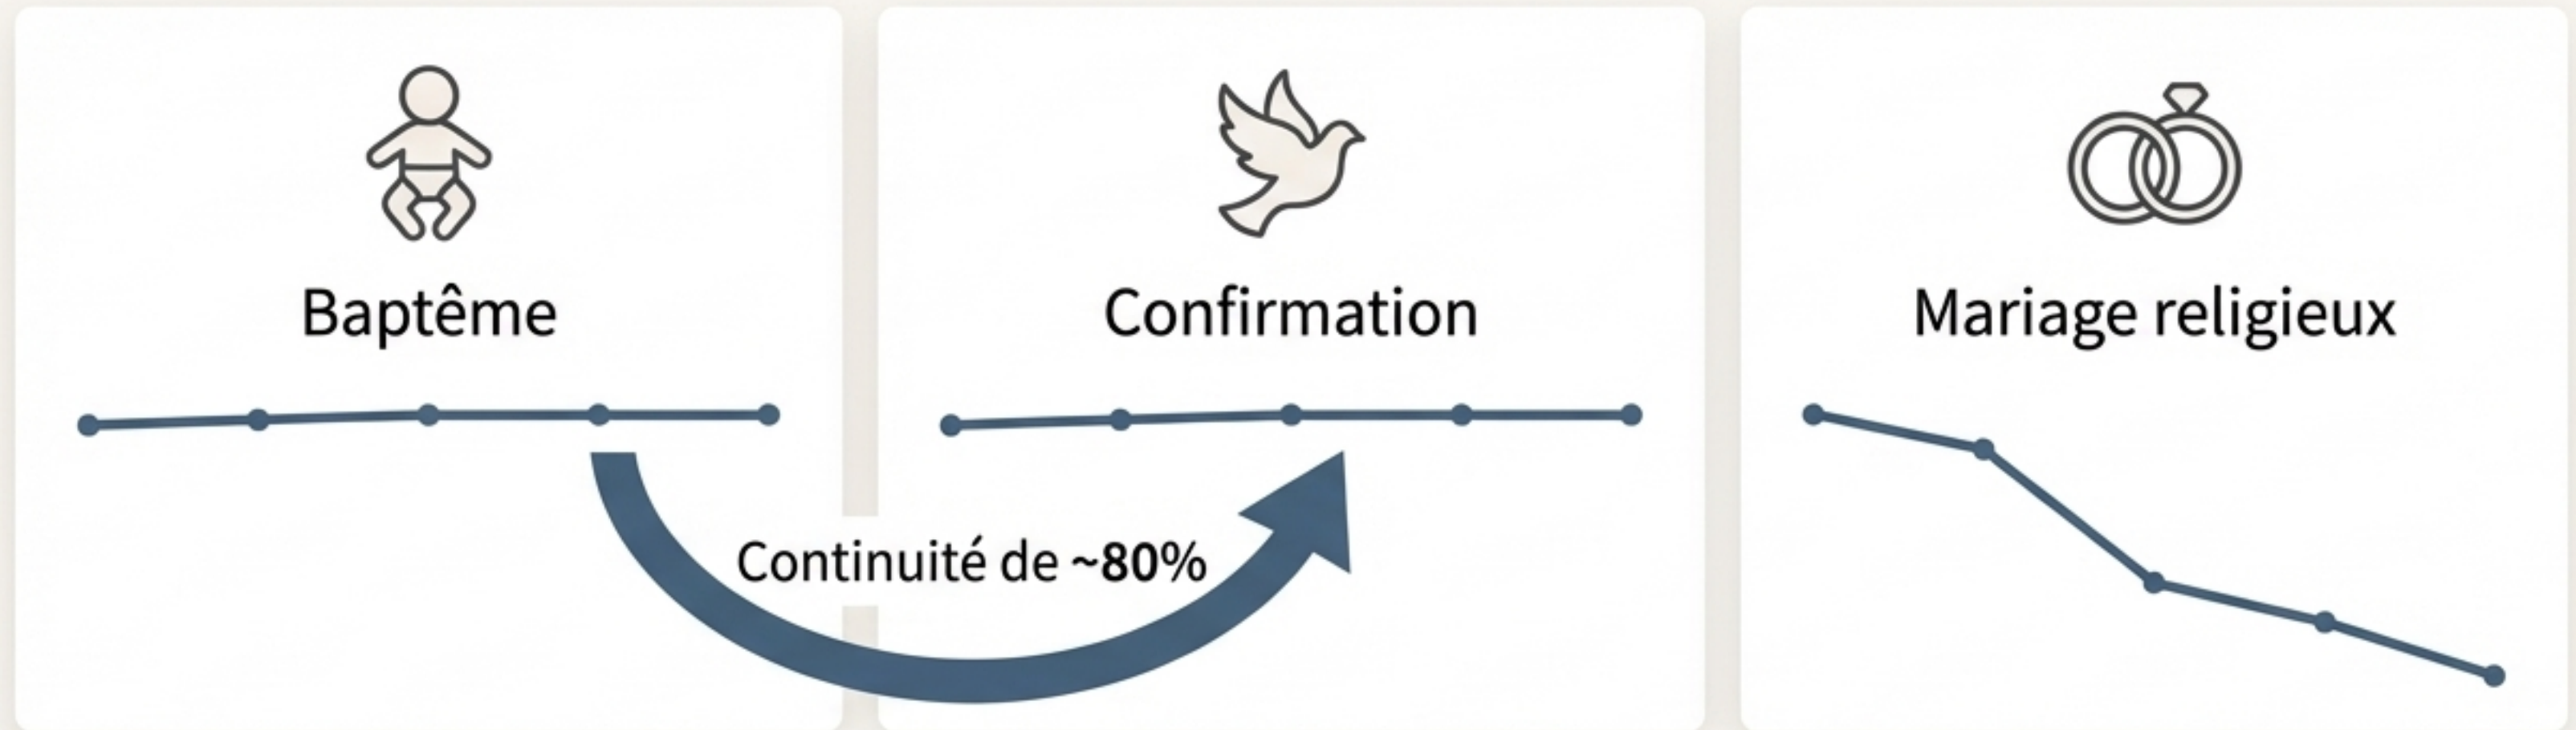 Baptême
Confirmation
Mariage religieux
Continuité de ~80%